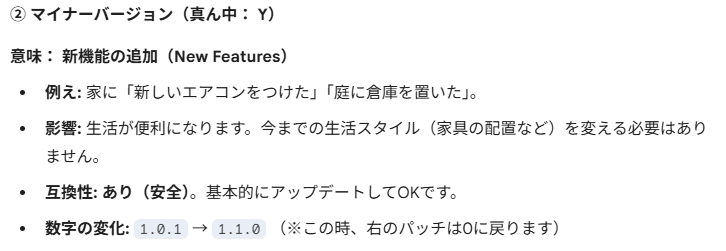 ② マイナーバージョン（真ん中： Y）
意味： 新機能の追加（New Features）
• 例え: 家に「新しいエアコンをつけた」「庭に倉庫を置いた」。
• 影響: 生活が便利になります。今までの生活スタイル（家具の配置など）を変える必要はあり
ません。
• 互換性: あり（安全）。基本的にアップデートしてOKです。
• 数字の変化: 1.0.1 → 1.1.0 （※この時、右のパッチは0に戻ります）